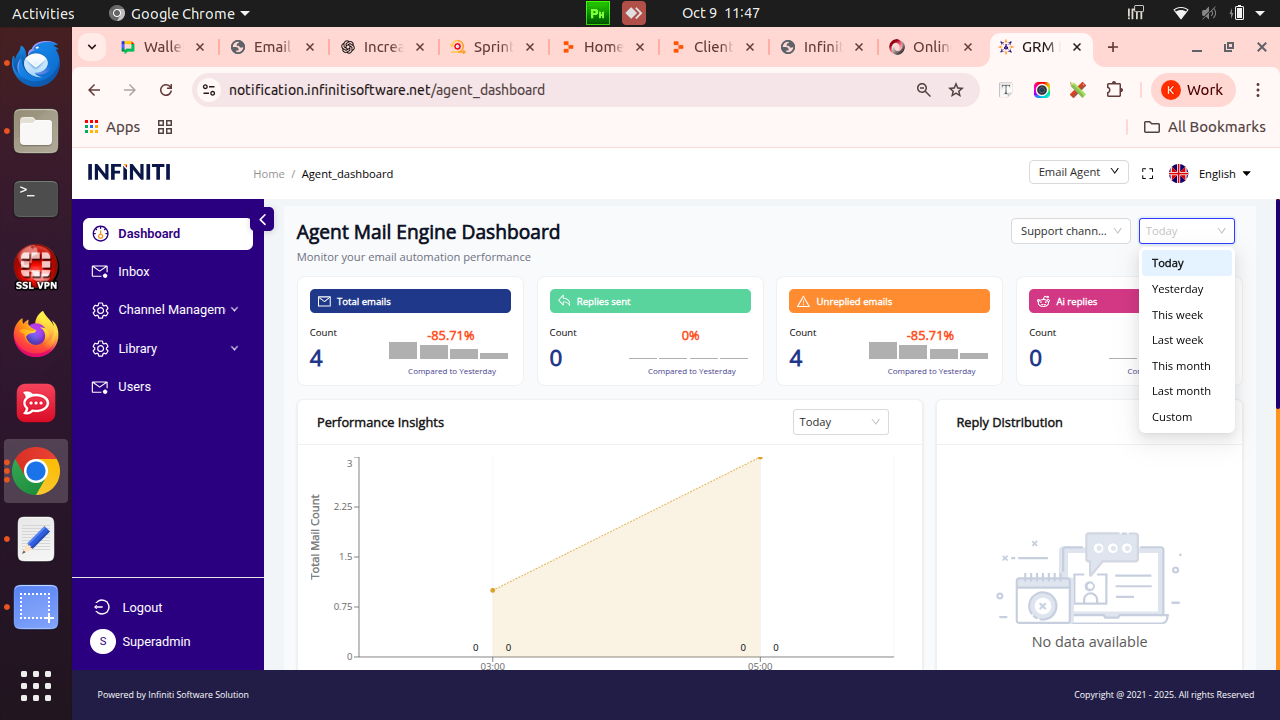 Activities
Google Chrome
Oct 9 11:47
Walle
Email
Increa
Sprint
Home
Client
Infinit
Onlin
GRM
notification.infinitisoftware.net/agent_dashboard
Work
Apps
All Bookmarks
INFINITI
Home / Agent_dashboard
Email Agent
English
Dashboard
Inbox
Channel Managem
Library
Users
Logout
S Superadmin
Agent Mail Engine Dashboard
Monitor your email automation performance
Support chann...
Today
Today
Yesterday
This week
Last week
This month
Last month
Custom
Total emails
Count
4
-85.71%
Compared to Yesterday
Replies sent
Count
0
0%
Compared to Yesterday
Unreplied emails
Count
4
-85.71%
Compared to Yesterday
Ai replies
Count
0
Performance Insights
Today
Total Mail Count
3
2.25
1.5
0.75
0
0 0
0 0
03:00
05:00
Reply Distribution
No data available
Powered by Infiniti Software Solution
Copyright @ 2021 - 2025. All rights Reserved
SSL VPN